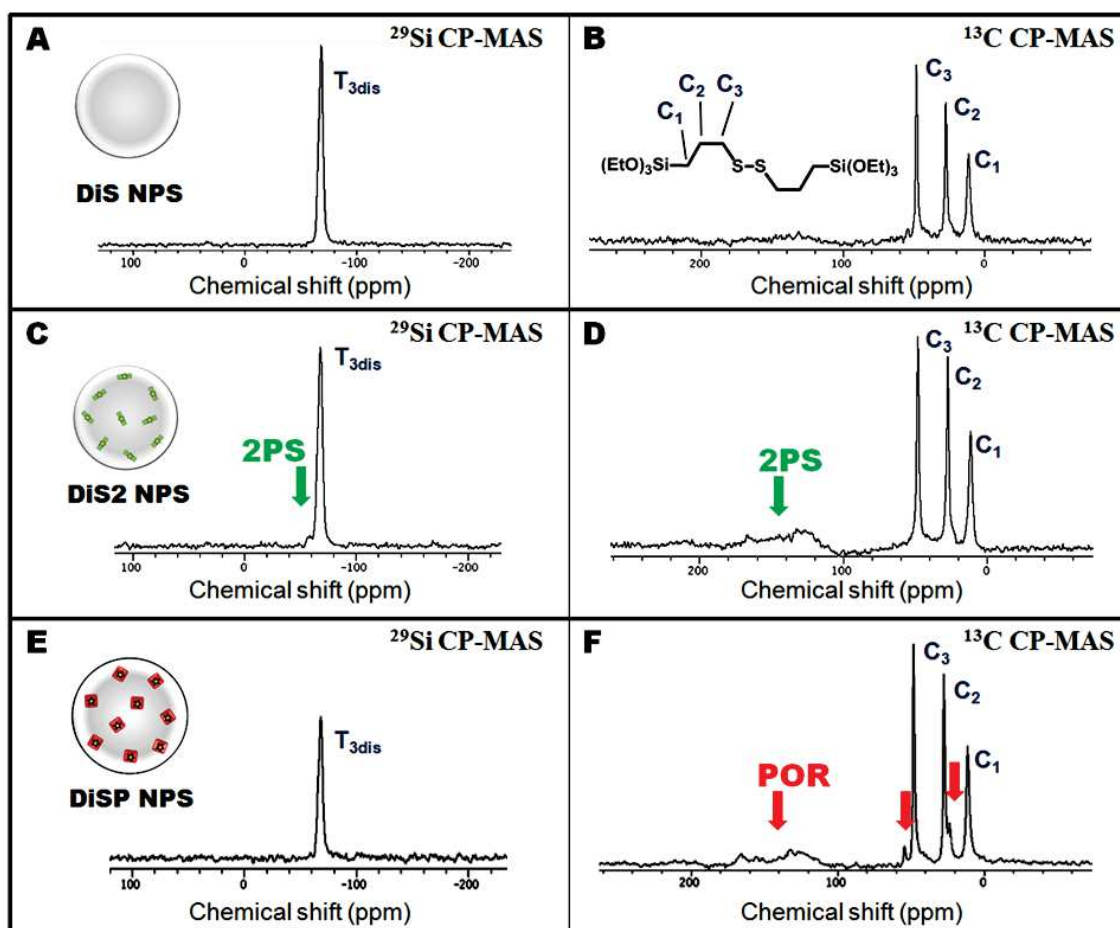 A
²⁹Si CP-MAS
T₃dis
DiS NPS
100 0 -100 -200
Chemical shift (ppm)
B
¹³C CP-MAS
C₃
C₂
C₁
C₂ C₃
C₁
(EtO)₃Si S-S Si(OEt)₃
200 100 0
Chemical shift (ppm)
C
²⁹Si CP-MAS
T₃dis
2PS
DiS2 NPS
100 0 -100 -200
Chemical shift (ppm)
D
¹³C CP-MAS
C₃
C₂
C₁
2PS
200 100 0
Chemical shift (ppm)
E
²⁹Si CP-MAS
T₃dis
DiSP NPS
100 0 -100 -200
Chemical shift (ppm)
F
¹³C CP-MAS
C₃
C₂
C₁
POR
200 100 0
Chemical shift (ppm)